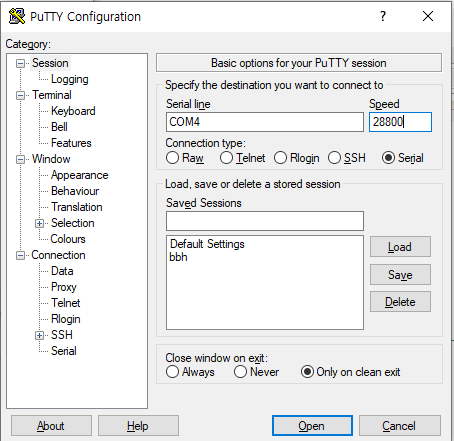 PuTTY Configuration
Category:
Session
Logging
Terminal
Keyboard
Bell
Features
Window
Appearance
Behaviour
Translation
Selection
Colours
Connection
Data
Proxy
Telnet
Rlogin
SSH
Serial
Basic options for your PuTTY session
Specify the destination you want to connect to
Serial line Speed
COM4 28800
Connection type:
Raw Telnet Rlogin SSH Serial
Load, save or delete a stored session
Saved Sessions
Default Settings
bbh
Load
Save
Delete
Close window on exit:
Always Never Only on clean exit
About Help Open Cancel